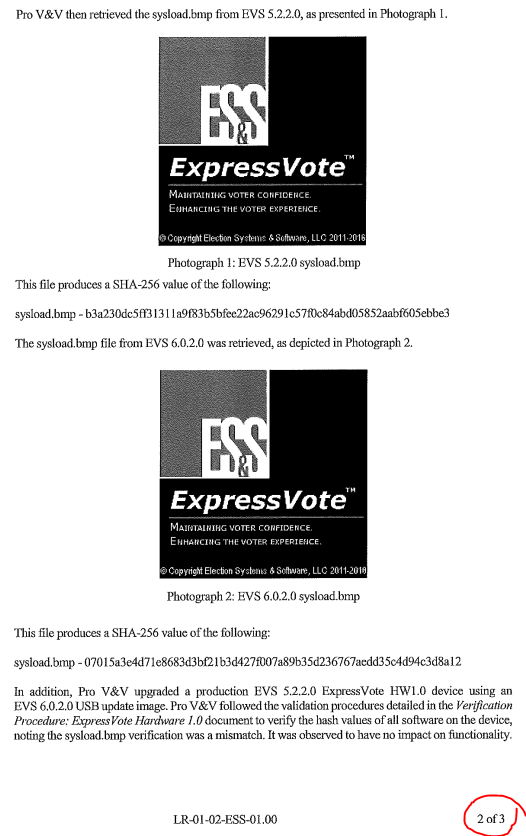 Pro V&V then retrieved the sysload.bmp from EVS 5.2.2.0, as presented in Photograph 1.
ES&S
ExpressVote™
MAINTAINING VOTER CONFIDENCE.
ENHANCING THE VOTER EXPERIENCE.
© Copyright Election Systems & Software, LLC 2011-2016
Photograph 1: EVS 5.2.2.0 sysload.bmp
This file produces a SHA-256 value of the following:
sysload.bmp - b3a230dc5ff31311a9f83b5bfee22ac96291c57f0c84abd05852aabf605ebbe3
The sysload.bmp file from EVS 6.0.2.0 was retrieved, as depicted in Photograph 2.
ES&S
ExpressVote™
MAINTAINING VOTER CONFIDENCE.
ENHANCING THE VOTER EXPERIENCE.
© Copyright Election Systems & Software, LLC 2011-2018
Photograph 2: EVS 6.0.2.0 sysload.bmp
This file produces a SHA-256 value of the following:
sysload.bmp - 07015a3e4d71e8683d3bf21b3d427f007a89b35d236767aedd35c4d94c3d8a12
In addition, Pro V&V upgraded a production EVS 5.2.2.0 ExpressVote HW1.0 device using an
EVS 6.0.2.0 USB update image. Pro V&V followed the validation procedures detailed in the Verification
Procedure: ExpressVote Hardware 1.0 document to verify the hash values of all software on the device,
noting the sysload.bmp verification was a mismatch. It was observed to have no impact on functionality.
LR-01-02-ESS-01.00
2 of 3